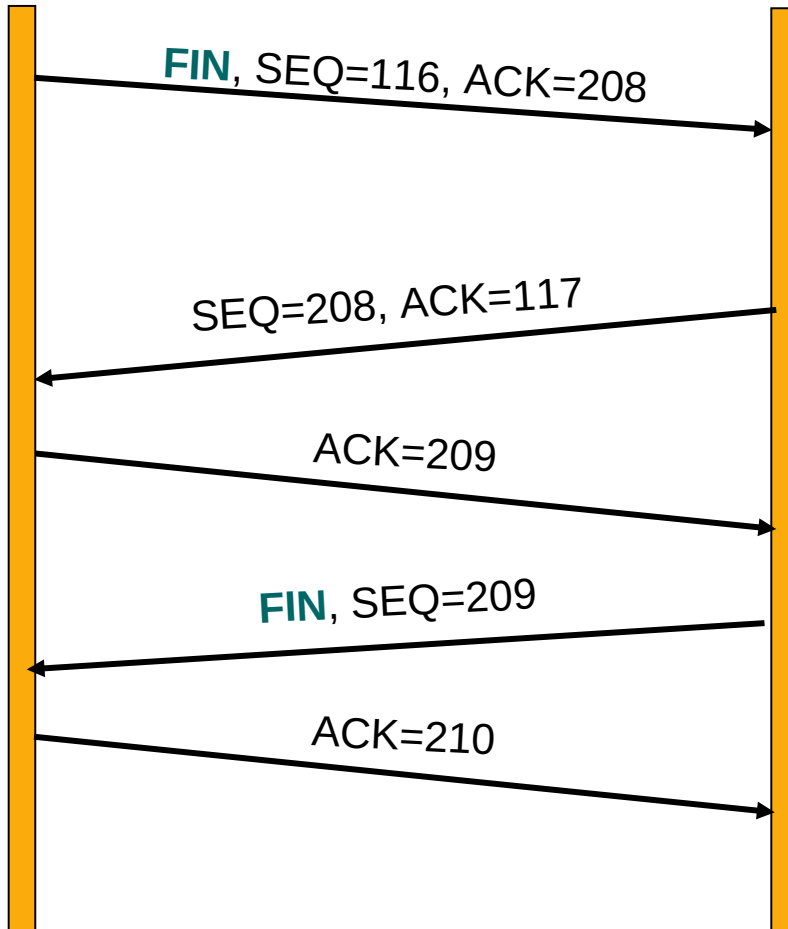 FIN, SEQ=116, ACK=208
SEQ=208, ACK=117
ACK=209
FIN, SEQ=209
ACK=210